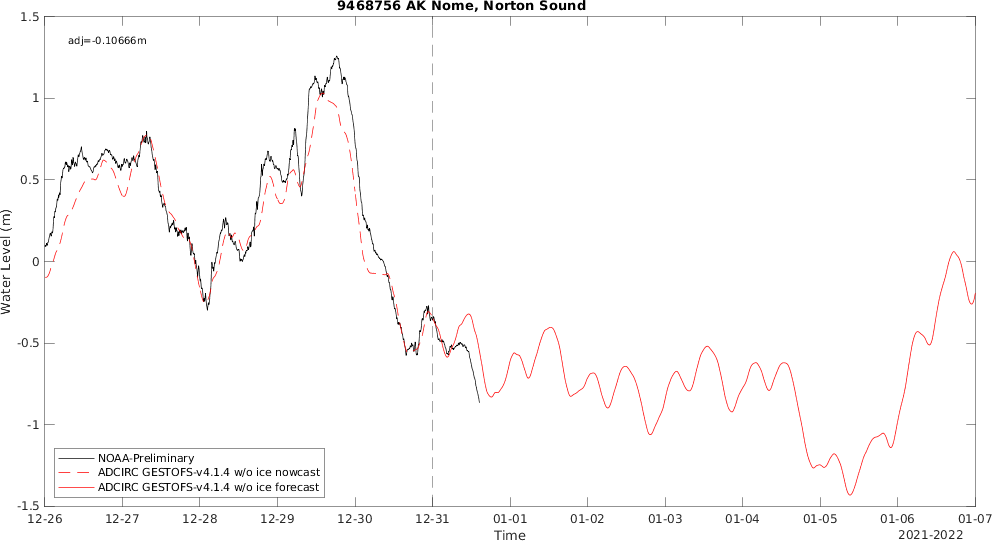 9468756 AK Nome, Norton Sound
adj=-0.10666m
1.5
1
0.5
0
-0.5
-1
-1.5
Water Level (m)
NOAA-Preliminary
ADCIRC GESTOFS-v4.1.4 w/o ice nowcast
ADCIRC GESTOFS-v4.1.4 w/o ice forecast
12-26 12-27 12-28 12-29 12-30 12-31 01-01 01-02 01-03 01-04 01-05 01-06 01-07
Time
2021-2022